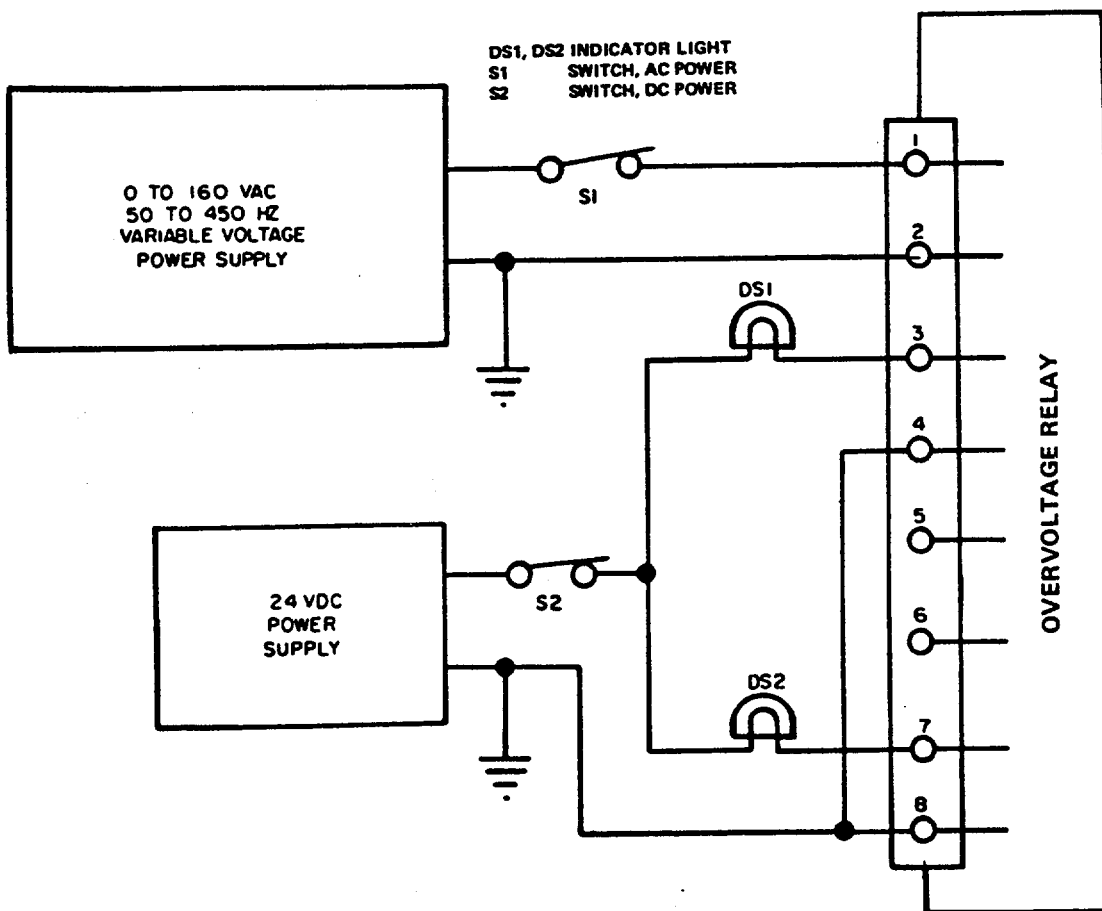 DS1, DS2 INDICATOR LIGHT
S1 SWITCH, AC POWER
S2 SWITCH, DC POWER
0 TO 160 VAC
50 TO 450 HZ
VARIABLE VOLTAGE
POWER SUPPLY
S1
1
2
DS1
3
4
5
6
24 VDC
POWER
SUPPLY
S2
DS2
7
8
OVERVOLTAGE RELAY